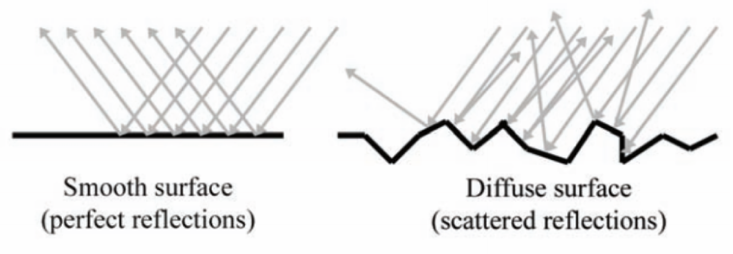 Smooth surface
(perfect reflections)
Diffuse surface
(scattered reflections)